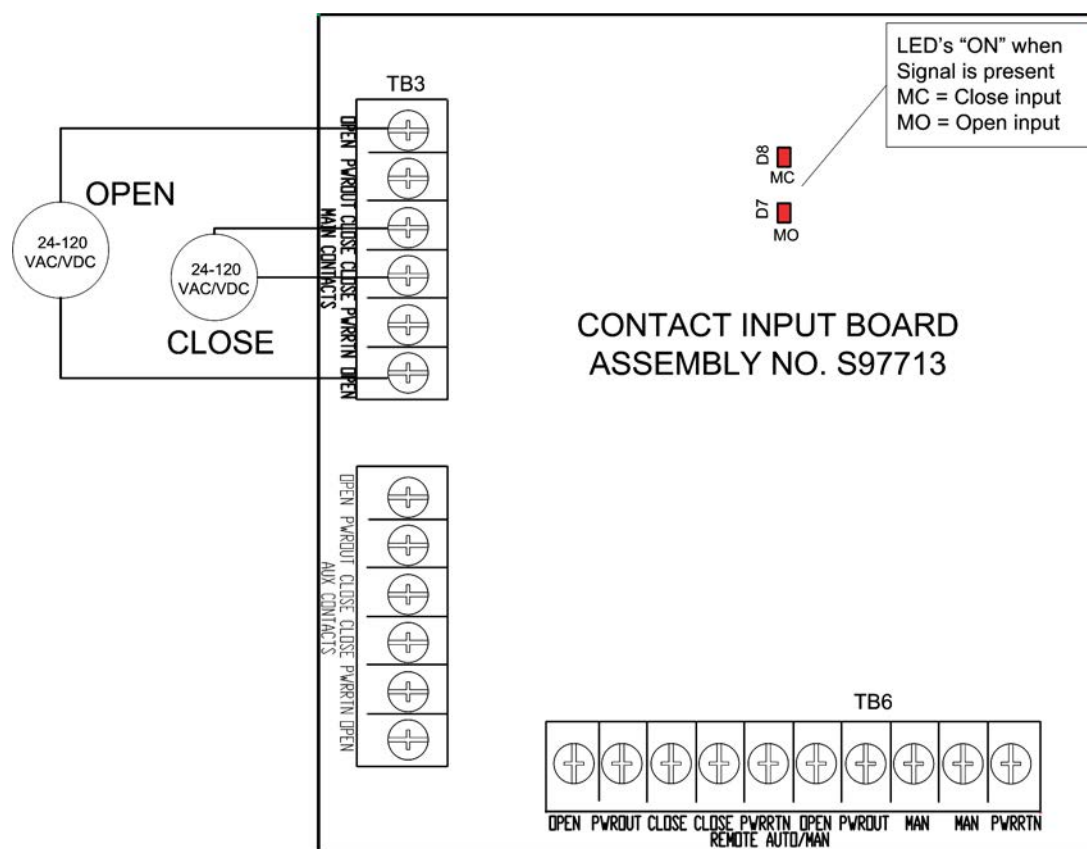 LED's “ON” when
Signal is present
MC = Close input
MO = Open input
TB3
OPEN PWROUT CLOSE CLOSE PWRRTN OPEN
MAIN CONTACTS
OPEN
24-120
VAC/VDC
24-120
VAC/VDC
CLOSE
D8
MC
D7
MO
CONTACT INPUT BOARD
ASSEMBLY NO. S97713
OPEN PWROUT CLOSE CLOSE PWRRTN OPEN
AUX CONTACTS
TB6
OPEN PWROUT CLOSE CLOSE PWRRTN OPEN PWROUT MAN MAN PWRRTN
REMOTE AUTO/MAN